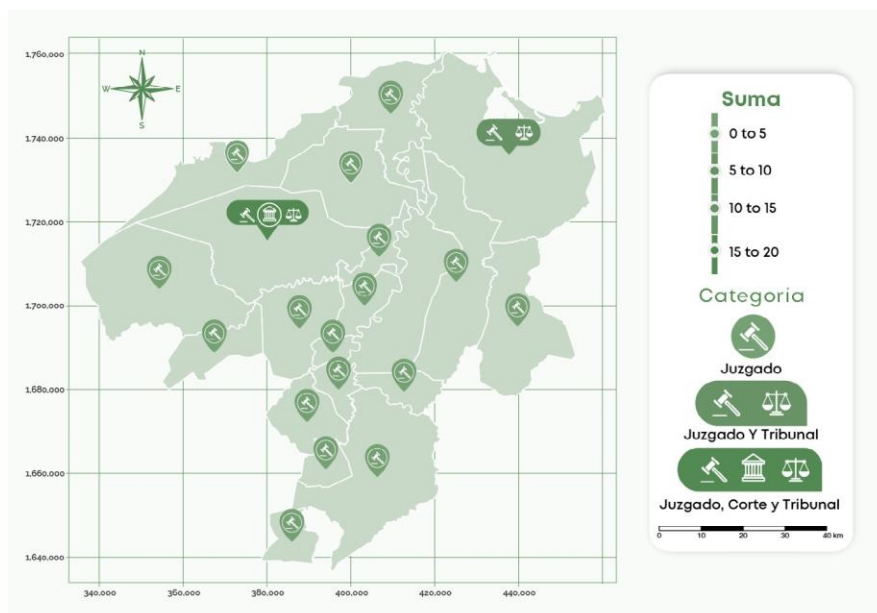 N
W
E
S
1,760,000
1,740,000
1,720,000
1,700,000
1,680,000
1,660,000
1,640,000
340,000 360,000 380,000 400,000 420,000 440,000
Suma
0 to 5
5 to 10
10 to 15
15 to 20
Categoria
Juzgado
Juzgado Y Tribunal
Juzgado, Corte y Tribunal
0 10 20 30 40 km